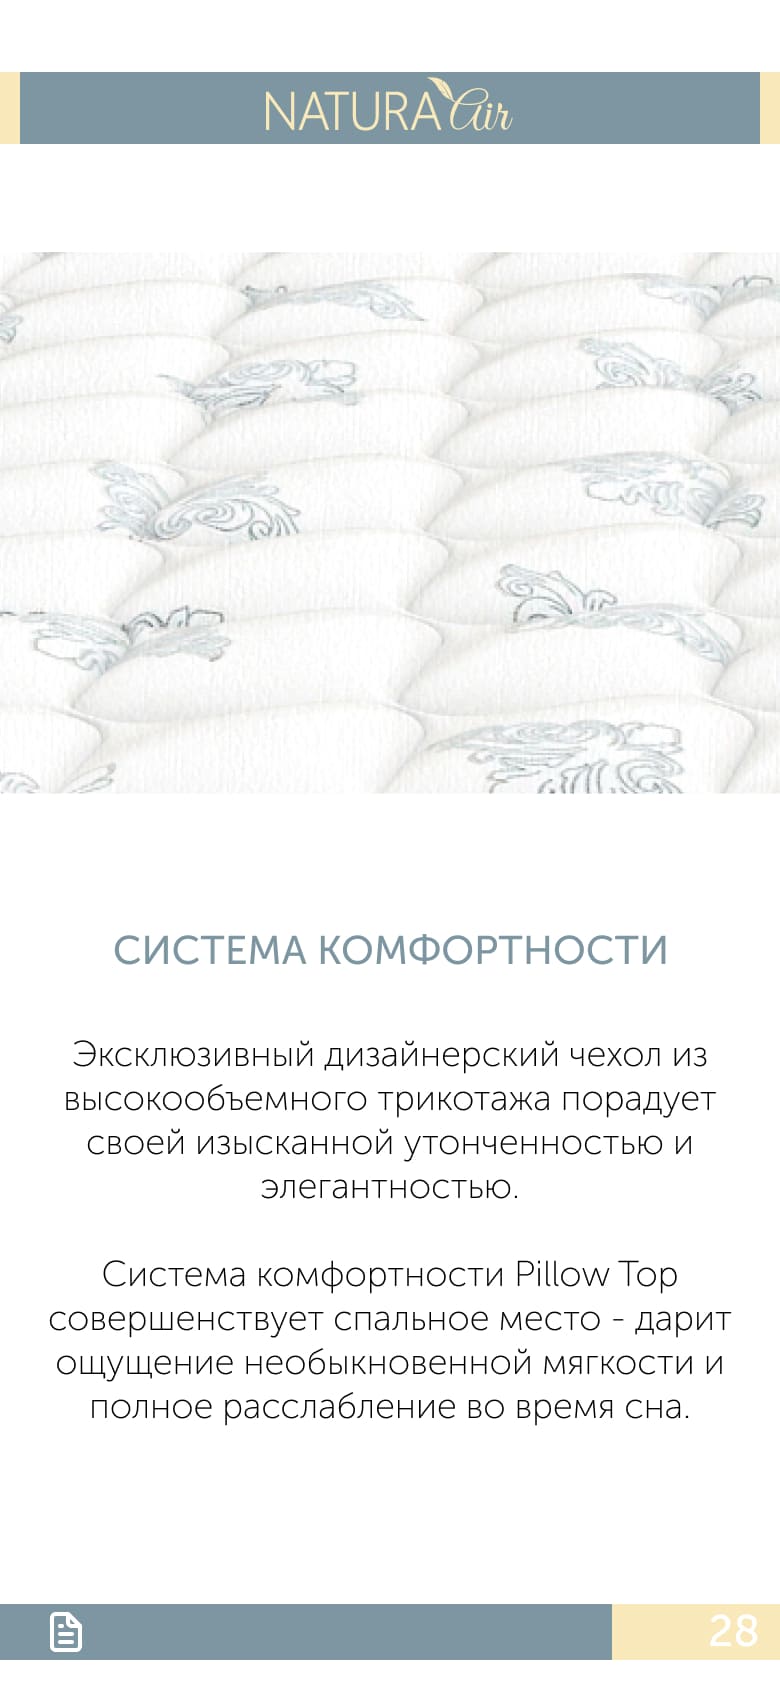 NATURA Air
СИСТЕМА КОМФОРТНОСТИ
Эксклюзивный дизайнерский чехол из
высокообъемного трикотажа порадует
своей изысканной утонченностью и
элегантностью.
Система комфортности Pillow Top
совершенствует спальное место - дарит
ощущение необыкновенной мягкости и
полное расслабление во время сна.
28